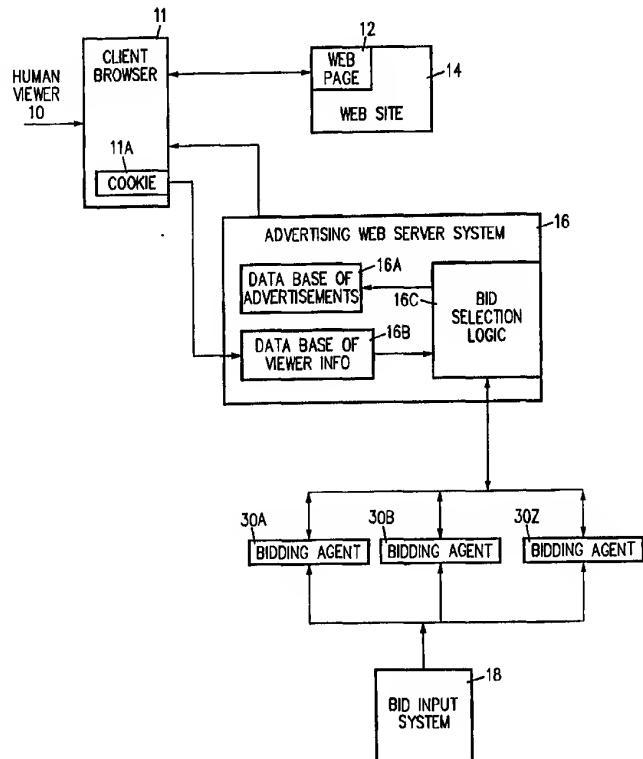 11
CLIENT
BROWSER
12
WEB
PAGE
14
WEB SITE
HUMAN
VIEWER
10
11A
COOKIE
16
ADVERTISING WEB SERVER SYSTEM
16A
DATA BASE OF
ADVERTISEMENTS
16C
BID
SELECTION
LOGIC
16B
DATA BASE OF
VIEWER INFO
30A
BIDDING AGENT
30B
BIDDING AGENT
30Z
BIDDING AGENT
18
BID INPUT
SYSTEM